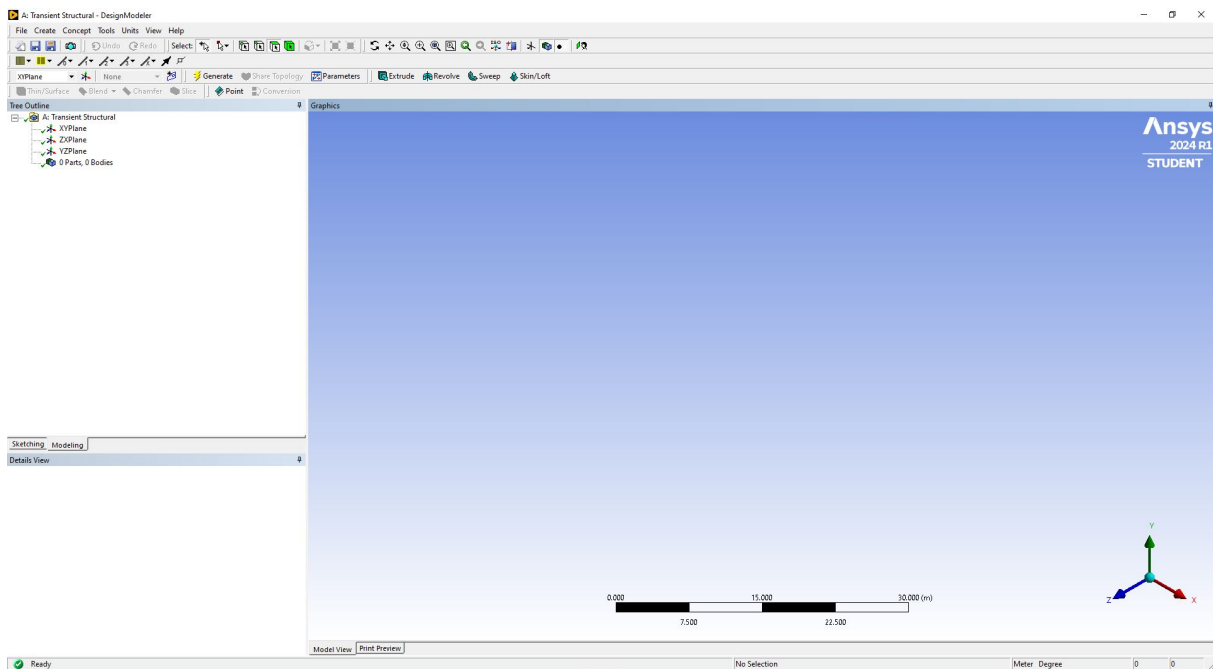 A: Transient Structural - DesignModeler
File Create Concept Tools Units View Help
Undo Redo Select:
XYPlane None Generate Share Topology Parameters Extrude Revolve Sweep Skin/Loft
Thin/Surface Blend Chamfer Slice Point Conversion
Tree Outline
A: Transient Structural
XYPlane
ZXPlane
YZPlane
0 Parts, 0 Bodies
Sketching Modeling
Details View
Graphics
Ansys
2024 R1
STUDENT
Y
Z X
0.000 15.000 30.000 (m)
7.500 22.500
Model View Print Preview
Ready No Selection Meter Degree 0 0